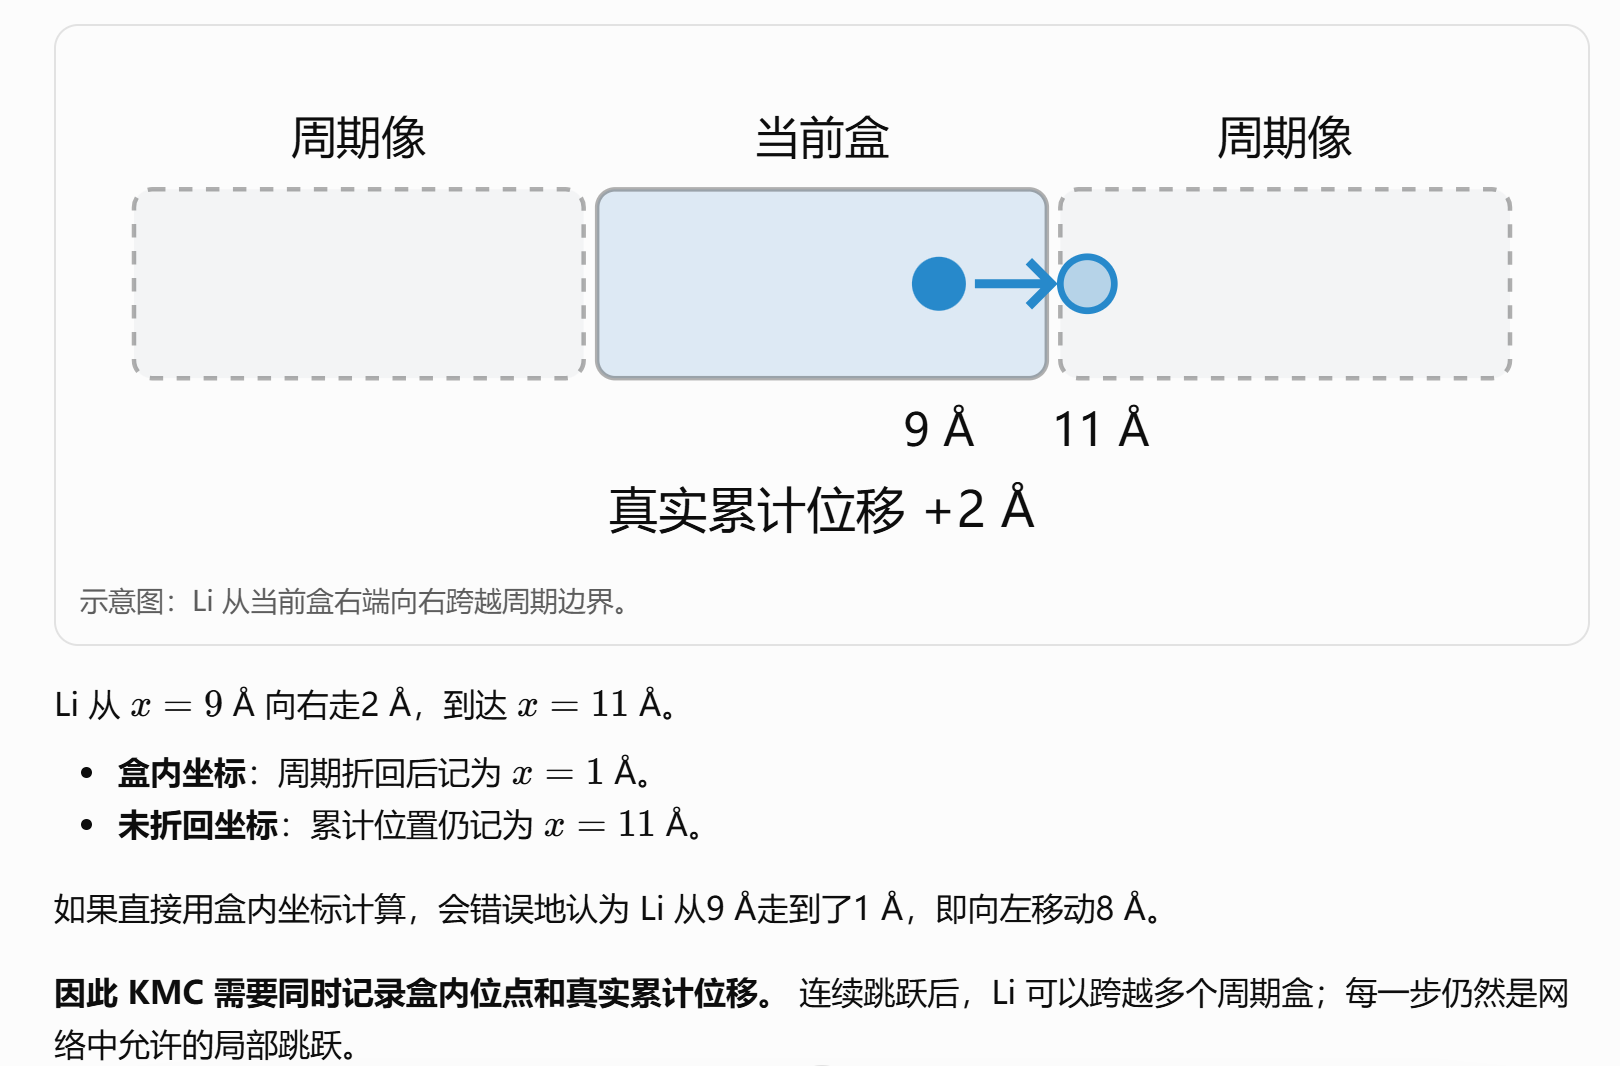 周期像 当前盒 周期像
9 Å 11 Å
真实累计位移 +2 Å
示意图：Li 从当前盒右端向右跨越周期边界。
Li 从 x = 9 Å 向右走2 Å，到达 x = 11 Å。
• 盒内坐标：周期折回后记为 x = 1 Å。
• 未折回坐标：累计位置仍记为 x = 11 Å。
如果直接用盒内坐标计算，会错误地认为 Li 从9 Å走到了1 Å，即向左移动8 Å。
因此 KMC 需要同时记录盒内位点和真实累计位移。 连续跳跃后，Li 可以跨越多个周期盒；每一步仍然是网
络中允许的局部跳跃。